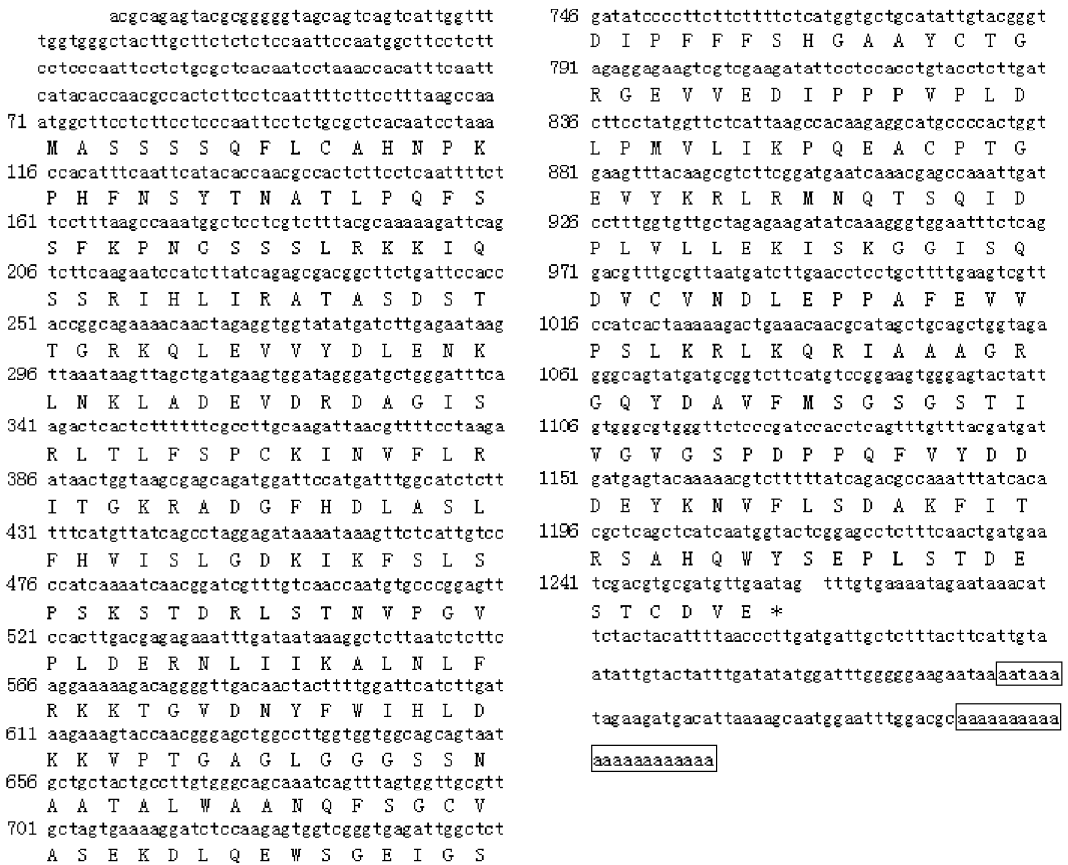 acgcagagtacgcgggggtagcagtcagtcattggttt
tggtgggctacttgcttctctctccaattccaatggcttcctctt
cctcccaattcctctgcgctcacaatcctaaaccacatttcaatt
catacaccaacgccactcttcctcaattttcttcctttaagccaa
71 atggcttcctcttcctcccaattcctctgcgctcacaatcctaaa
M A S S S S Q F L C A H N P K
116 ccacatttcaattcatacaccaacgccactcttcctcaattttct
P H F N S Y T N A T L P Q F S
161 tcctttaagccaaatggctcctcgtctttacgcaaaaagattcag
S F K P N G S S S L R K K I Q
206 tcttcaagaatccatcttatcagagcgacggcttctgattccacc
S S R I H L I R A T A S D S T
251 accggcagaaaacaactagaggtggtatatgatcttgagaataag
T G R K Q L E V V Y D L E N K
296 ttaaataagttagctgatgaagtggatagggatgctgggatttca
L N K L A D E V D R D A G I S
341 agactcactcttttttcgccttgcaagattaacgttttcctaaga
R L T L F S P C K I N V F L R
386 ataactggtaagcgagcagatggattccatgatttggcatctctt
I T G K R A D G F H D L A S L
431 tttcatgttatcagcctaggagataaaataaagttctcattgtcc
F H V I S L G D K I K F S L S
476 ccatcaaaatcaacggatcgtttgtcaaccaatgtgcccggagtt
P S K S T D R L S T N V P G V
521 ccacttgacgagagaaatttgataataaaggctcttaatctcttc
P L D E R N L I I K A L N L F
566 aggaaaaagacaggggttgacaactacttttggattcatcttgat
R K K T G V D N Y F W I H L D
611 aagaaagtaccaacgggagctggccttggtggtggcagcagtaat
K K V P T G A G L G G G S S N
656 gctgctactgccttgtgggcagcaaatcagtttagtggttgcgtt
A A T A L W A A N Q F S G C V
701 gctagtgaaaaggatctccaagagtggtcgggtgagattggctct
A S E K D L Q E W S G E I G S
746 gatatccccttcttcttttctcatggtgctgcatattgtacgggt
D I P F F F S H G A A Y C T G
791 agaggagaagtcgtcgaagatattcctccacctgtacctcttgat
R G E V V E D I P P P V P L D
836 cttcctatggttctcattaagccacaagaggcatgccccactggt
L P M V L I K P Q E A C P T G
881 gaagtttacaagcgtcttcggatgaatcaaacgagccaaattgat
E V Y K R L R M N Q T S Q I D
926 cctttggtgttgctagagaagatatcaaagggtggaatttctcag
P L V L L E K I S K G G I S Q
971 gacgtttgcgttaatgatcttgaacctcctgcttttgaagtcgtt
D V C V N D L E P P A F E V V
1016 ccatcactaaaaagactgaaacaacgcatagctgcagctggtaga
P S L K R L K Q R I A A A G R
1061 gggcagtatgatgcggtcttcatgtccggaagtgggagtactatt
G Q Y D A V F M S G S G S T I
1106 gtgggcgtgggttctcccgatccacctcagtttgtttacgatgat
V G V G S P D P P Q F V Y D D
1151 gatgagtacaaaaacgtctttttatcagacgccaaatttatcaca
D E Y K N V F L S D A K F I T
1196 cgctcagctcatcaatggtactcggagcctctttcaactgatgaa
R S A H Q W Y S E P L S T D E
1241 tcgacgtgcgatgttgaatag tttgtgaaaatagaataaacat
S T C D V E *
tctactacattttaacccttgatgattgctctttacttcattgta
atattgtactatttgatatatggatttgggggaagaataaaataaa
tagaagatgacattaaaagcaatggaatttggacgcaaaaaaaaaa
aaaaaaaaaaaa